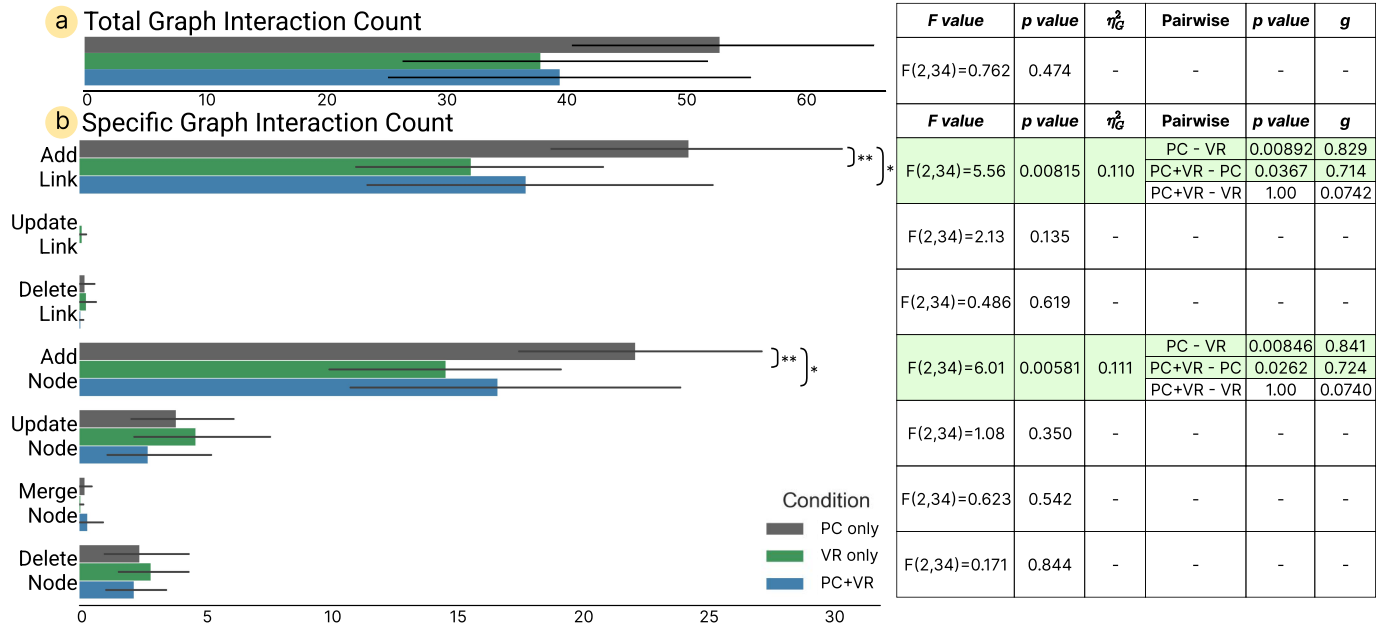 a Total Graph Interaction Count
0 10 20 30 40 50 60
b Specific Graph Interaction Count
Add
Link
**
*
Update
Link
Delete
Link
Add
Node
**
*
Update
Node
Merge
Node
Delete
Node
0 5 10 15 20 25 30
Condition
PC only
VR only
PC+VR
F value p value η²G Pairwise p value g
F(2,34)=0.762 0.474 - - - -
F value p value η²G Pairwise p value g
PC - VR 0.00892 0.829
F(2,34)=5.56 0.00815 0.110 PC+VR - PC 0.0367 0.714
PC+VR - VR 1.00 0.0742
F(2,34)=2.13 0.135 - - - -
F(2,34)=0.486 0.619 - - - -
PC - VR 0.00846 0.841
F(2,34)=6.01 0.00581 0.111 PC+VR - PC 0.0262 0.724
PC+VR - VR 1.00 0.0740
F(2,34)=1.08 0.350 - - - -
F(2,34)=0.623 0.542 - - - -
F(2,34)=0.171 0.844 - - - -